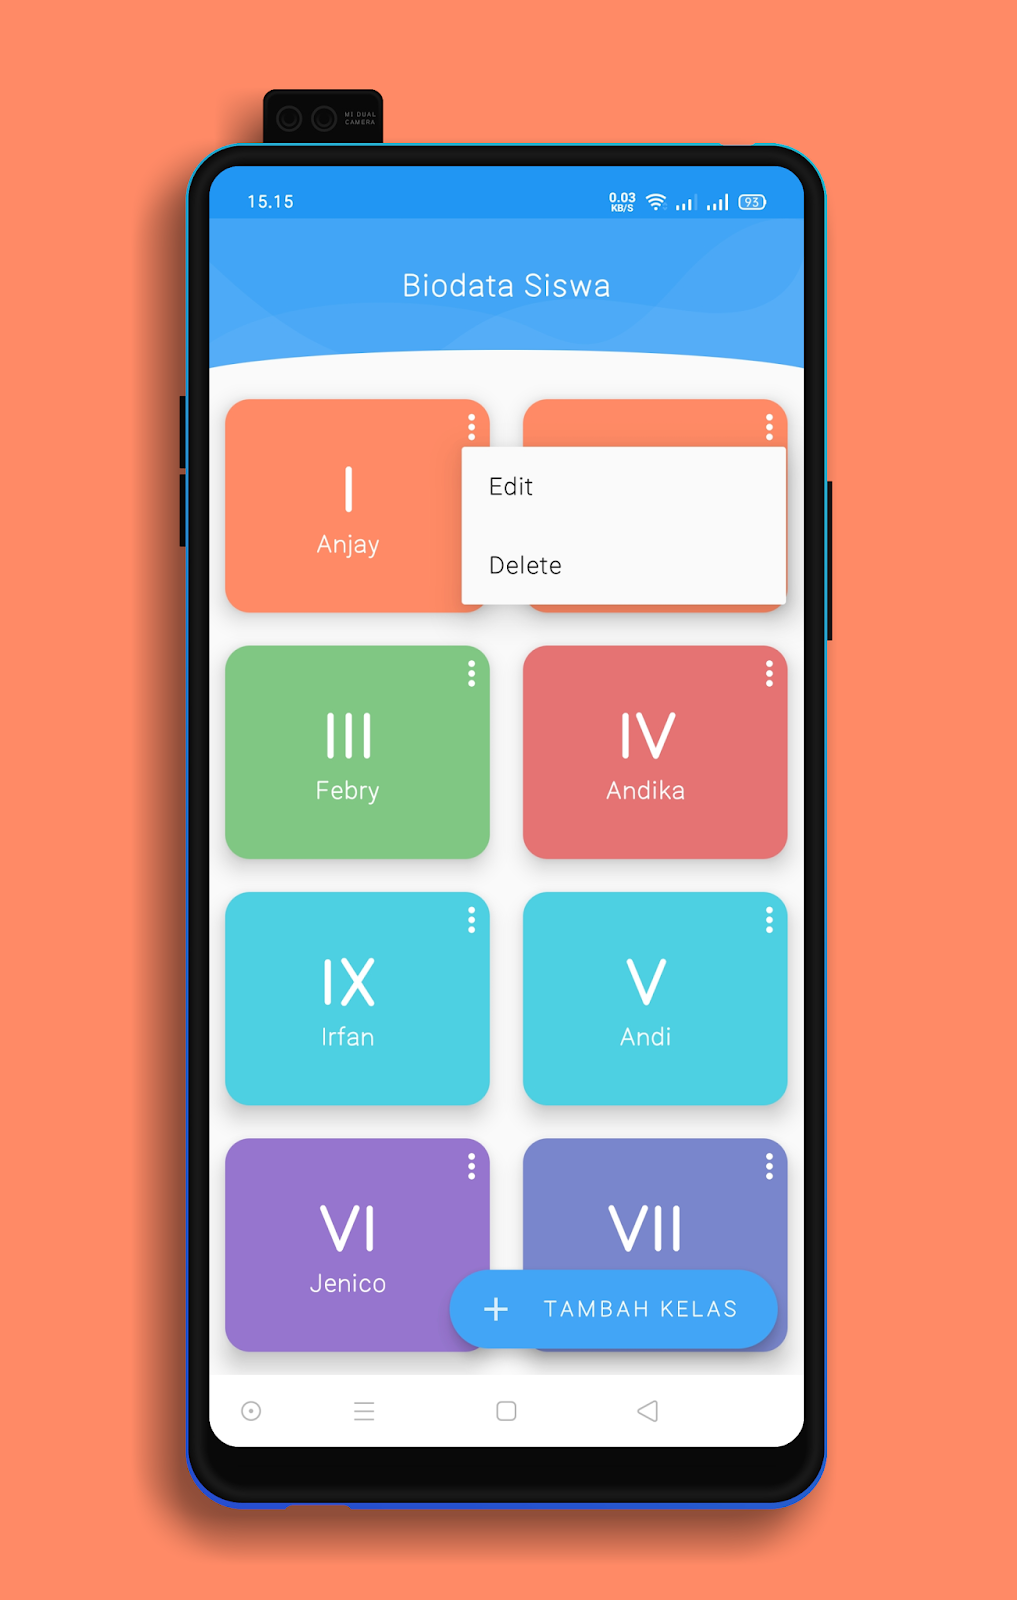 MI DUAL
CAMERA
15.15
0.03
KB/S
93
Biodata Siswa
I
Anjay
Edit
Delete
III
Febry
IV
Andika
IX
Irfan
V
Andi
VI
Jenico
VII
TAMBAH KELAS